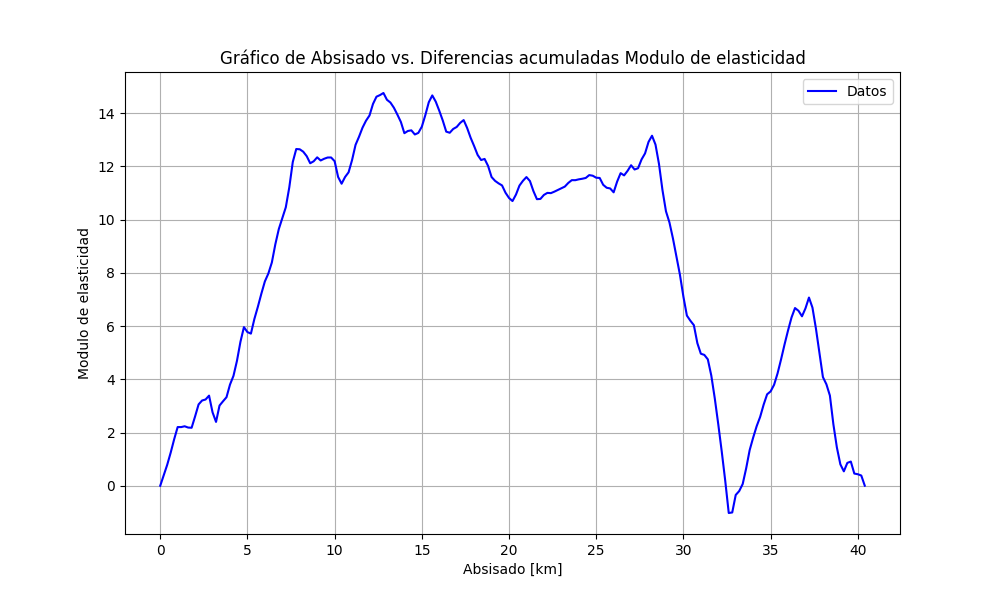 Gráfico de Absisado vs. Diferencias acumuladas Modulo de elasticidad
Datos
Modulo de elasticidad
14
12
10
8
6
4
2
0
0 5 10 15 20 25 30 35 40
Absisado [km]